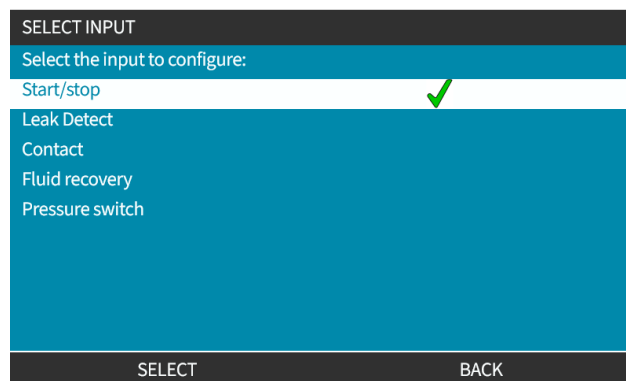 SELECT INPUT
Select the input to configure:
Start/stop
Leak Detect
Contact
Fluid recovery
Pressure switch
SELECT BACK